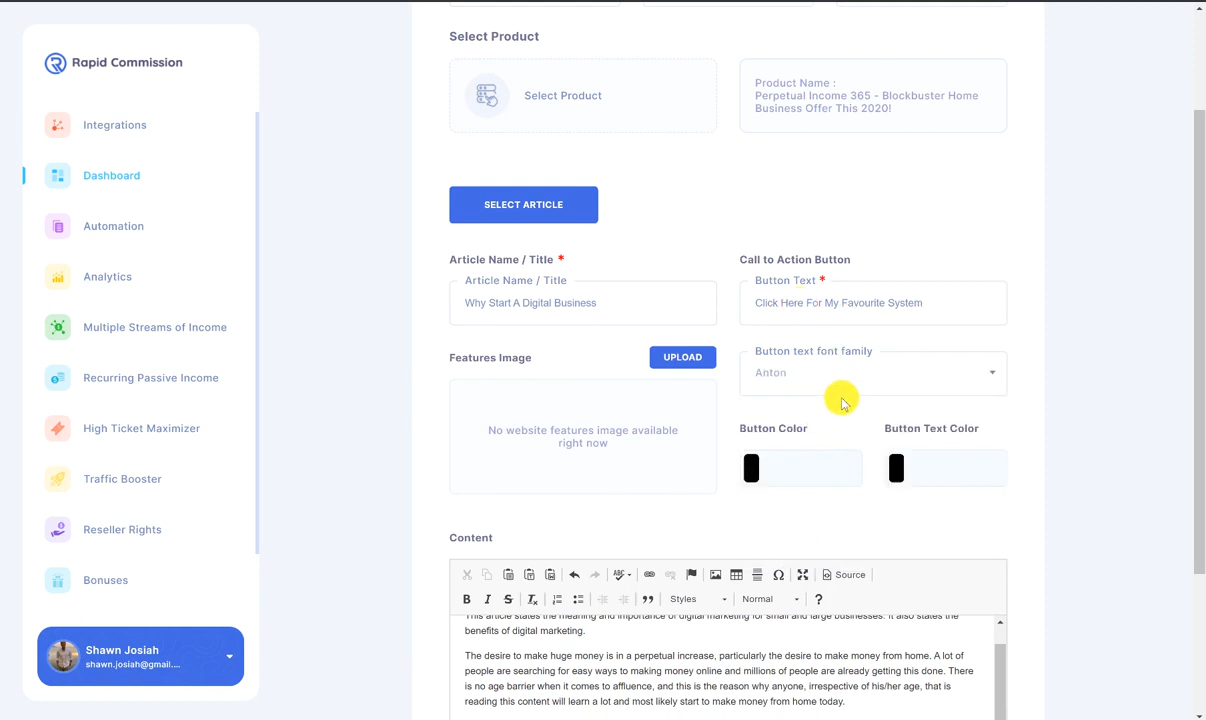 Rapid Commission
Integrations
Dashboard
Automation
Analytics
Multiple Streams of Income
Recurring Passive Income
High Ticket Maximizer
Traffic Booster
Reseller Rights
Bonuses
Shawn Josiah
shawn.josiah@gmail....
Select Product
Select Product
Product Name :
Perpetual Income 365 - Blockbuster Home
Business Offer This 2020!
SELECT ARTICLE
Article Name / Title *
Article Name / Title
Why Start A Digital Business
Call to Action Button
Button Text *
Click Here For My Favourite System
Features Image
UPLOAD
No website features image available
right now
Button text font family
Anton
Button Color
Button Text Color
Content
ABC
Source
B I S Tx
Styles
Normal
?
This article states the meaning and importance of digital marketing for small and large businesses. It also states the
benefits of digital marketing.
The desire to make huge money is in a perpetual increase, particularly the desire to make money from home. A lot of
people are searching for easy ways to making money online and millions of people are already getting this done. There
is no age barrier when it comes to affluence, and this is the reason why anyone, irrespective of his/her age, that is
reading this content will learn a lot and most likely start to make money from home today.